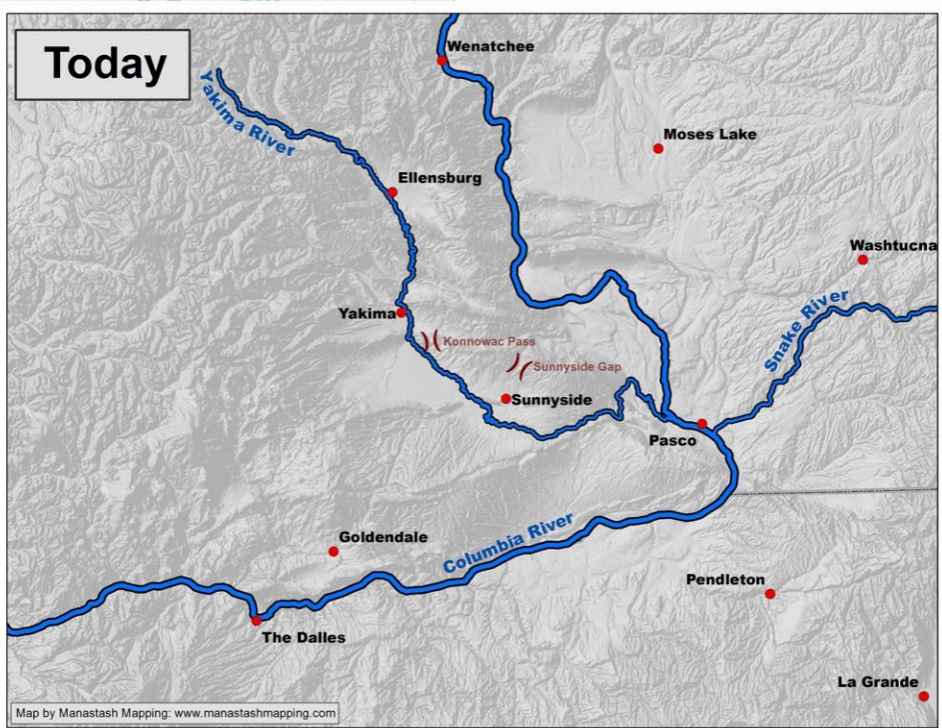 Today
Wenatchee
Yakima River
Moses Lake
Ellensburg
Washtucna
Snake River
Yakima
Konnowac Pass
Sunnyside Gap
Sunnyside
Pasco
Goldendale
Columbia River
Pendleton
The Dalles
La Grande
Map by Manastash Mapping: www.manastashmapping.com